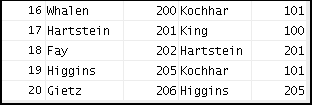 16 Whalen 200 Kochhar 101
17 Hartstein 201 King 100
18 Fay 202 Hartstein 201
19 Higgins 205 Kochhar 101
20 Gietz 206 Higgins 205